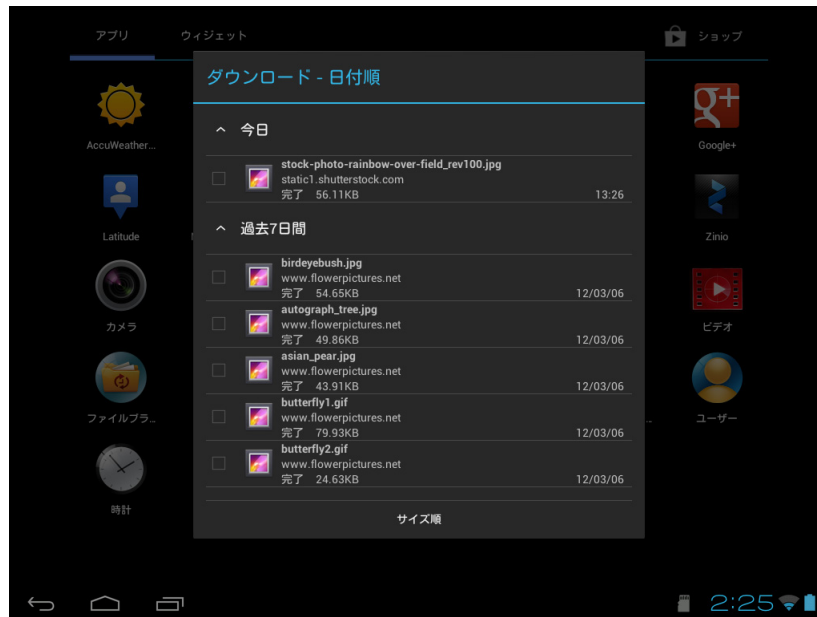 アプリ
ウィジェット
ショップ
ダウンロード - 日付順
AccuWeather...
Google+
今日
stock-photo-rainbow-over-field_rev100.jpg
static1.shutterstock.com
完了 56.11KB 13:26
Latitude
Zinio
過去7日間
birdeyebush.jpg
www.flowerpictures.net
完了 54.65KB 12/03/06
autograph_tree.jpg
www.flowerpictures.net
完了 49.86KB 12/03/06
カメラ
ビデオ
asian_pear.jpg
www.flowerpictures.net
完了 43.91KB 12/03/06
butterfly1.gif
www.flowerpictures.net
完了 79.93KB 12/03/06
ファイルブラ...
ユーザー
butterfly2.gif
www.flowerpictures.net
完了 24.63KB 12/03/06
時計
サイズ順
2:25